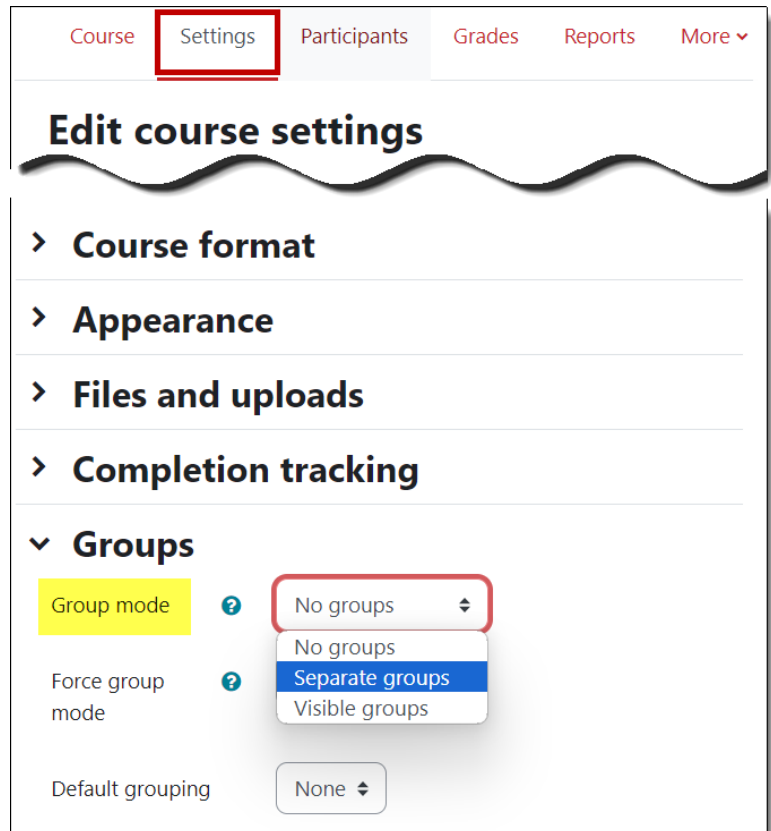 Course Settings Participants Grades Reports More
Edit course settings
Course format
Appearance
Files and uploads
Completion tracking
Groups
Group mode ? No groups
No groups
Separate groups
Visible groups
Force group ?
mode
Default grouping None